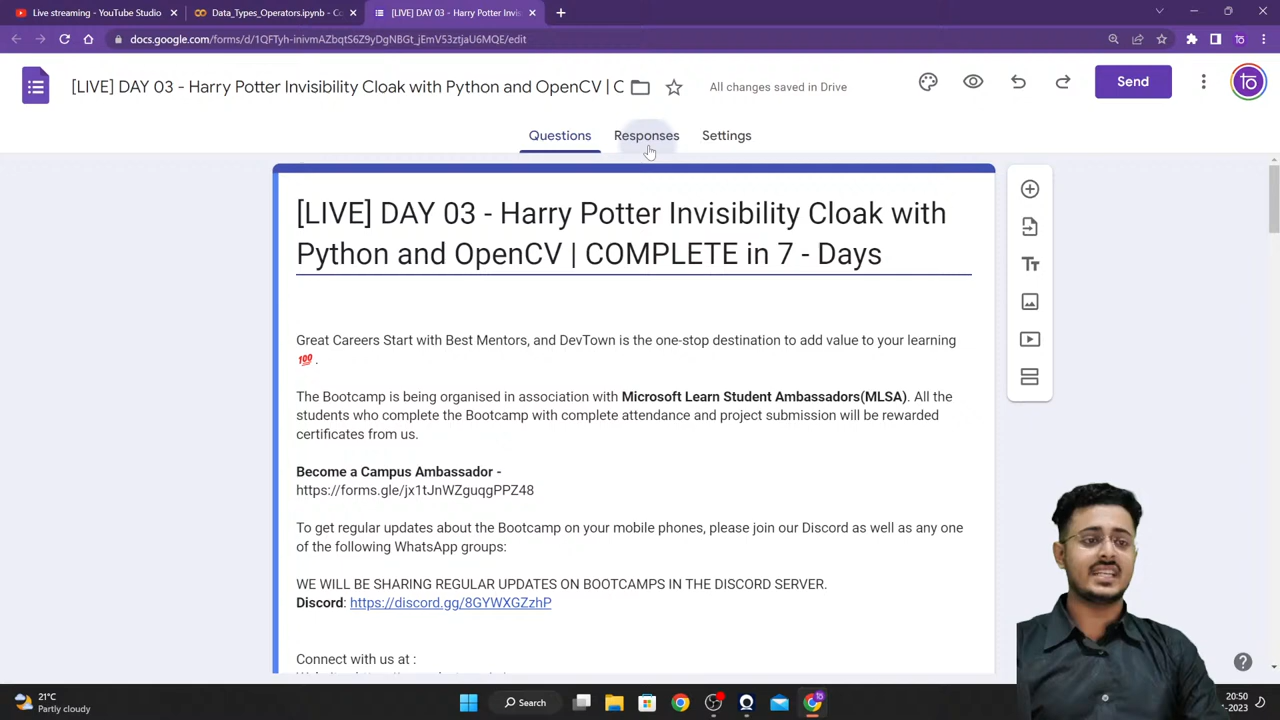 Live streaming - YouTube Studio
Data_Types_Operators.ipynb - Co
[LIVE] DAY 03 - Harry Potter Invis
docs.google.com/forms/d/1QFTyh-inivmAZbqtS6Z9yDgNBGt_jEmV53ztjaU6MQE/edit
[LIVE] DAY 03 - Harry Potter Invisibility Cloak with Python and OpenCV | C
All changes saved in Drive
Send
Questions
Responses
Settings
[LIVE] DAY 03 - Harry Potter Invisibility Cloak with
Python and OpenCV | COMPLETE in 7 - Days
Great Careers Start with Best Mentors, and DevTown is the one-stop destination to add value to your learning
💯 .
The Bootcamp is being organised in association with Microsoft Learn Student Ambassadors(MLSA). All the
students who complete the Bootcamp with complete attendance and project submission will be rewarded
certificates from us.
Become a Campus Ambassador -
https://forms.gle/jx1tJnWZguqgPPZ48
To get regular updates about the Bootcamp on your mobile phones, please join our Discord as well as any one
of the following WhatsApp groups:
WE WILL BE SHARING REGULAR UPDATES ON BOOTCAMPS IN THE DISCORD SERVER.
Discord: https://discord.gg/8GYWXGZzhP
Connect with us at :
21°C
Partly cloudy
Search
20:50
-2023